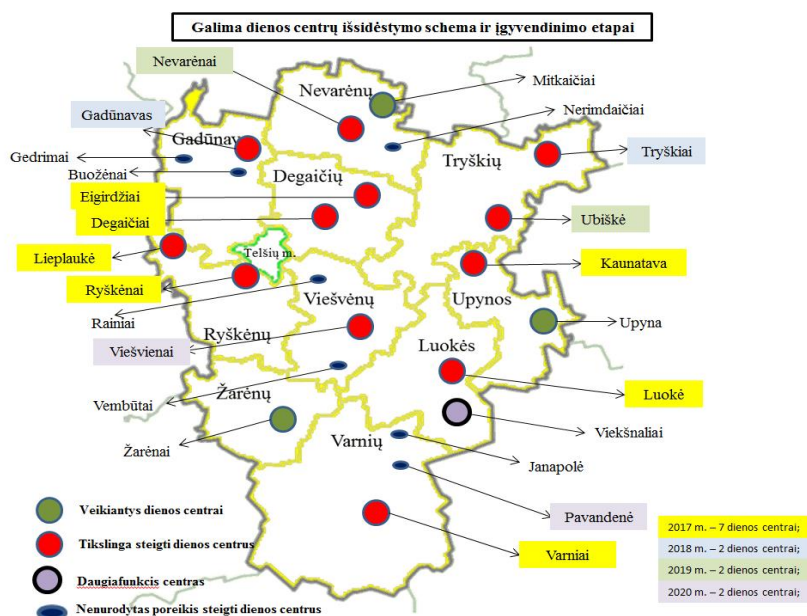 Galima dienos centrų išsidėstymo schema ir įgyvendinimo etapai
Nevarėnai
Nevarėnų
Mitkaičiai
Gadūnavas
Nerimdaičiai
Gadūnav
Gedrimai
Tryškių
Tryškiai
Buožėnai
Degaičių
Eigirdžiai
Degaičiai
Ubiškė
Lieplaukė
Telšių m.
Kaunatava
Ryškėnai
Viešvėnų
Upynos
Rainiai
Ryškėnų
Upyna
Viešvienai
Luokės
Žarėnų
Luokė
Vembūtai
Viekšnaliai
Žarėnai
Varnių
Janapolė
Veikiantys dienos centrai
Pavandenė
2017 m. – 7 dienos centrai;
Tikslinga steigti dienos centrus
2018 m. – 2 dienos centrai;
Varniai
2019 m. – 2 dienos centrai;
Daugiafunkcis centras
2020 m. – 2 dienos centrai;
Nenurodytas poreikis steigti dienos centrus